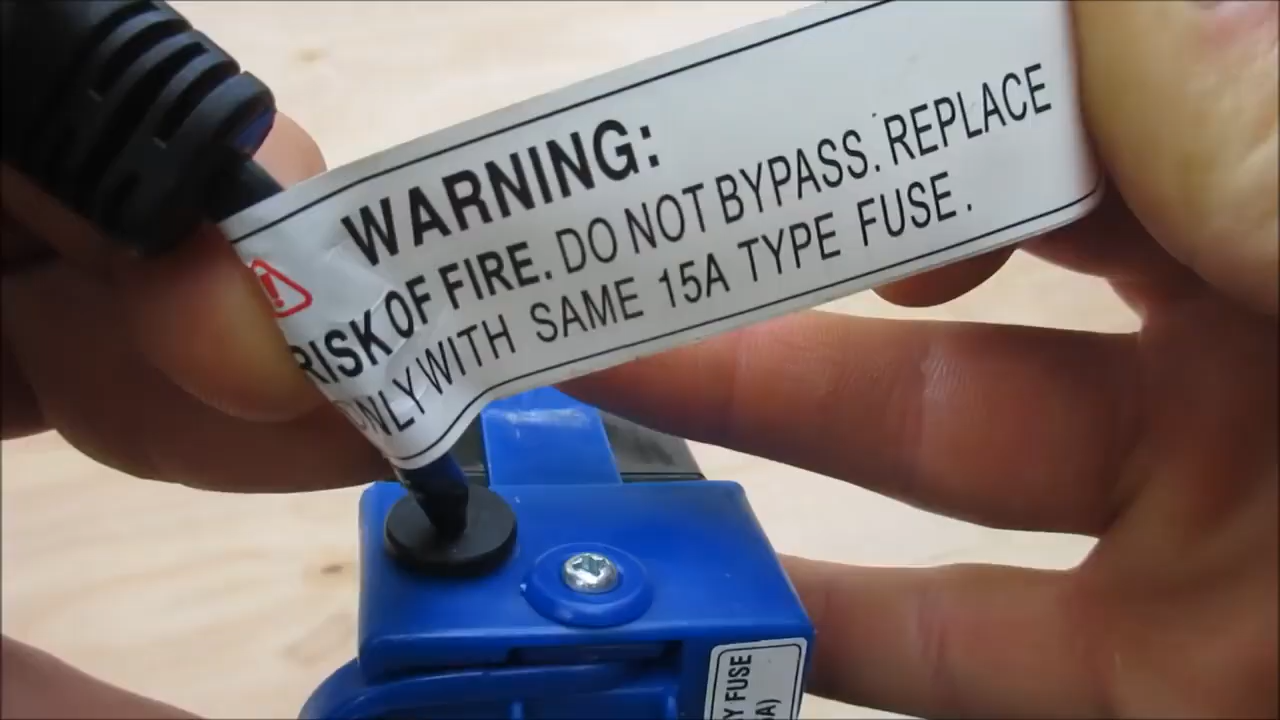 WARNING:
RISK OF FIRE. DO NOT BYPASS. REPLACE
ONLY WITH SAME 15A TYPE FUSE.
Y FUSE
A)